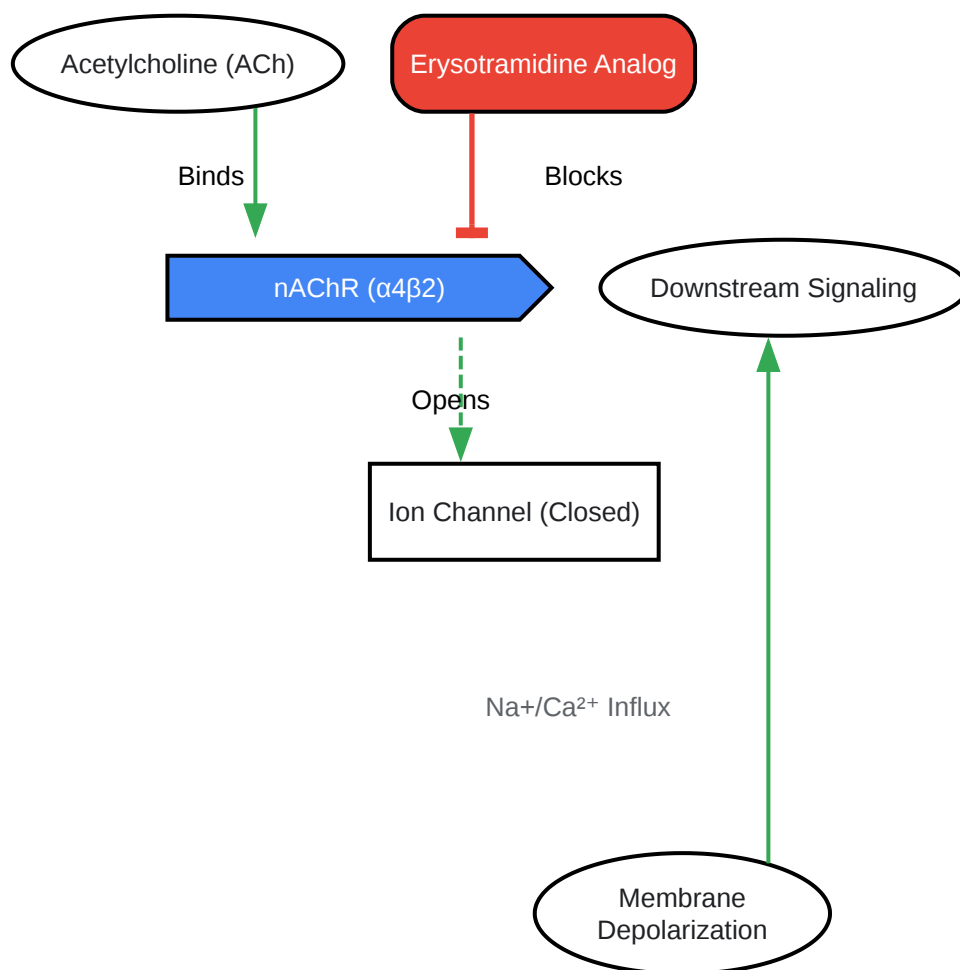 Acetylcholine (ACh)
Erysotramidine Analog
Binds
Blocks
nAChR (α4β2)
Downstream Signaling
Opens
Ion Channel (Closed)
Na+/Ca²⁺ Influx
Membrane
Depolarization